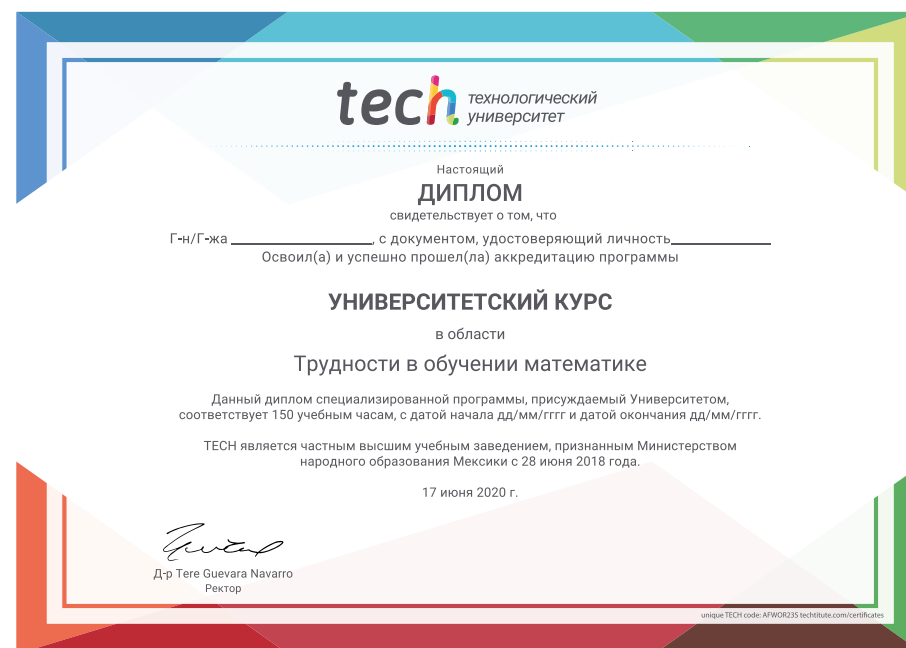 tech технологический
университет
Настоящий
ДИПЛОМ
свидетельствует о том, что
Г-н/Г-жа ____________________, с документом, удостоверяющий личность______________
Освоил(а) и успешно прошел(ла) аккредитацию программы
УНИВЕРСИТЕТСКИЙ КУРС
в области
Трудности в обучении математике
Данный диплом специализированной программы, присуждаемый Университетом,
соответствует 150 учебным часам, с датой начала дд/мм/гггг и датой окончания дд/мм/гггг.
TECH является частным высшим учебным заведением, признанным Министерством
народного образования Мексики с 28 июня 2018 года.
17 июня 2020 г.
Д-р Tere Guevara Navarro
Ректор
unique TECH code: AFWOR23S techtitute.com/certificates